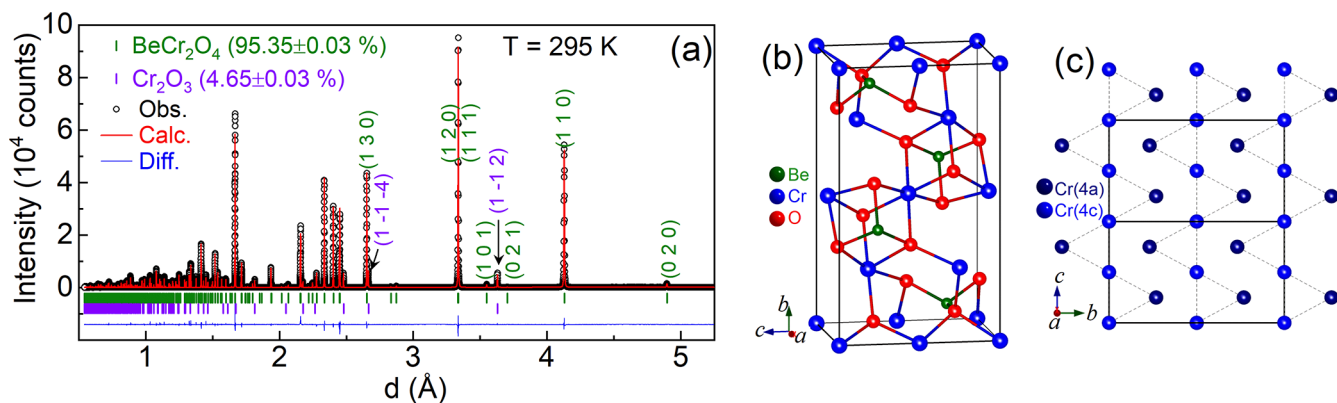 (a)
BeCr₂O₄ (95.35±0.03 %)
Cr₂O₃ (4.65±0.03 %)
Obs.
Calc.
Diff.
T = 295 K
Intensity (10⁴ counts)
10
8
6
4
2
0
(1 3 0)
(1 -1 -4)
(1 2 0)
(1 1 1)
(1 0 1)
(1 -1 2)
(0 2 1)
(1 1 0)
(0 2 0)
1
2
3
4
5
d (Å)
(b)
Be
Cr
O
b
c
a
(c)
Cr(4a)
Cr(4c)
c
a
b